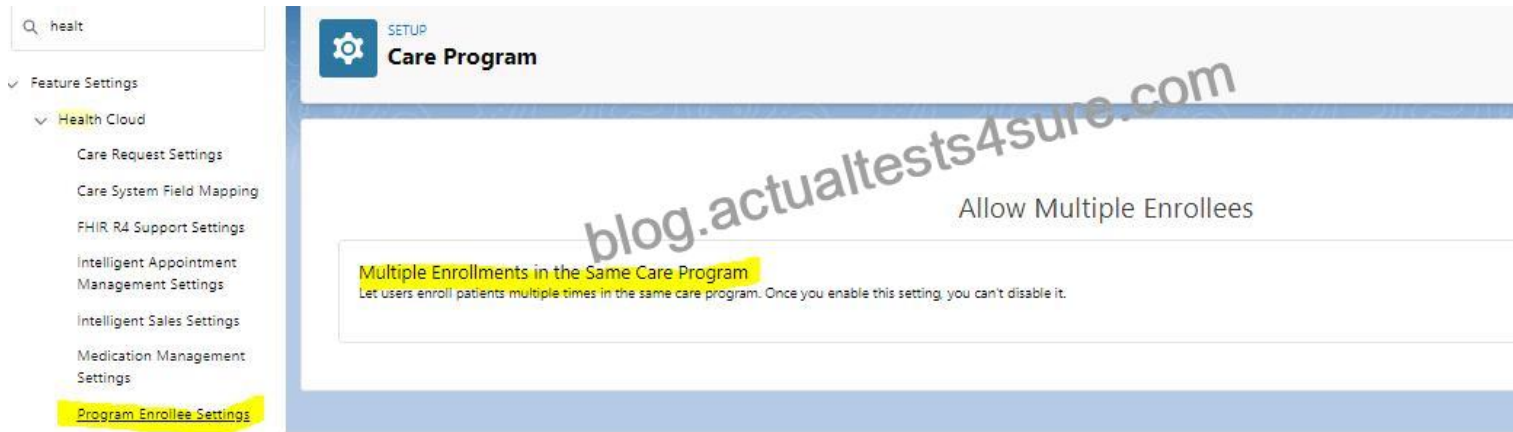 healt
Feature Settings
Health Cloud
Care Request Settings
Care System Field Mapping
FHIR R4 Support Settings
Intelligent Appointment
Management Settings
Intelligent Sales Settings
Medication Management
Settings
Program Enrollee Settings
SETUP
Care Program
blog.actualtests4sure.com
Allow Multiple Enrollees
Multiple Enrollments in the Same Care Program
Let users enroll patients multiple times in the same care program. Once you enable this setting, you can't disable it.